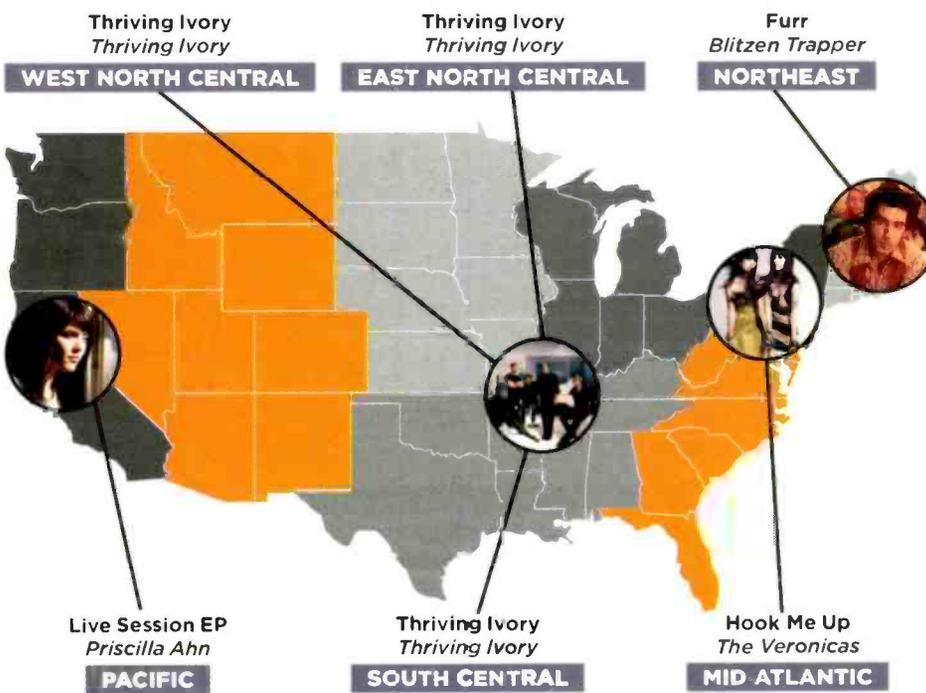 Thriving Ivory
Thriving Ivory
WEST NORTH CENTRAL
Thriving Ivory
Thriving Ivory
EAST NORTH CENTRAL
Furr
Blitzen Trapper
NORTHEAST
Live Session EP
Priscilla Ahn
PACIFIC
Thriving Ivory
Thriving Ivory
SOUTH CENTRAL
Hook Me Up
The Veronicas
MID ATLANTIC